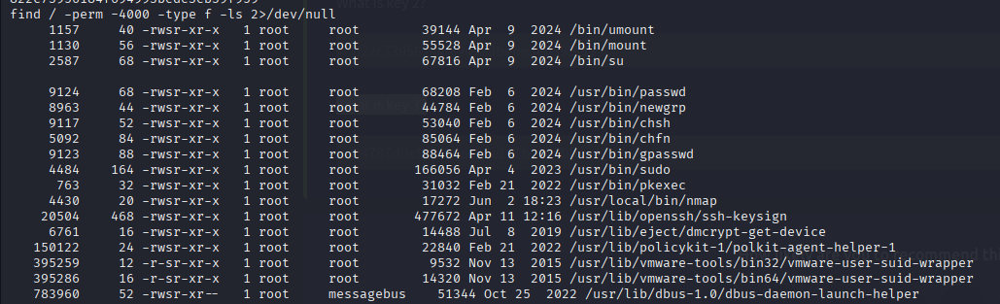 What is key 2?
find / -perm -4000 -type f -ls 2>/dev/null
1157 40 -rwsr-xr-x 1 root root 39144 Apr 9 2024 /bin/umount
1130 56 -rwsr-xr-x 1 root root 55528 Apr 9 2024 /bin/mount
2587 68 -rwsr-xr-x 1 root root 67816 Apr 9 2024 /bin/su
9124 68 -rwsr-xr-x 1 root root 68208 Feb 6 2024 /usr/bin/passwd
8963 44 -rwsr-xr-x 1 root root 44784 Feb 6 2024 /usr/bin/newgrp
9117 52 -rwsr-xr-x 1 root root 53040 Feb 6 2024 /usr/bin/chsh
5092 84 -rwsr-xr-x 1 root root 85064 Feb 6 2024 /usr/bin/chfn
9123 88 -rwsr-xr-x 1 root root 88464 Feb 6 2024 /usr/bin/gpasswd
4484 164 -rwsr-xr-x 1 root root 166056 Apr 4 2023 /usr/bin/sudo
763 32 -rwsr-xr-x 1 root root 31032 Feb 21 2022 /usr/bin/pkexec
4430 20 -rwsr-xr-x 1 root root 17272 Jun 2 18:23 /usr/local/bin/nmap
20504 468 -rwsr-xr-x 1 root root 477672 Apr 11 12:16 /usr/lib/openssh/ssh-keysign
6761 16 -rwsr-xr-x 1 root root 14488 Jul 8 2019 /usr/lib/eject/dmcrypt-get-device
150122 24 -rwsr-xr-x 1 root root 22840 Feb 21 2022 /usr/lib/policykit-1/polkit-agent-helper-1
395259 12 -r-sr-xr-x 1 root root 9532 Nov 13 2015 /usr/lib/vmware-tools/bin32/vmware-user-suid-wrapper
395286 16 -r-sr-xr-x 1 root root 14320 Nov 13 2015 /usr/lib/vmware-tools/bin64/vmware-user-suid-wrapper
783960 52 -rwsr-xr-- 1 root messagebus 51344 Oct 25 2022 /usr/lib/dbus-1.0/dbus-daemon-launch-helper